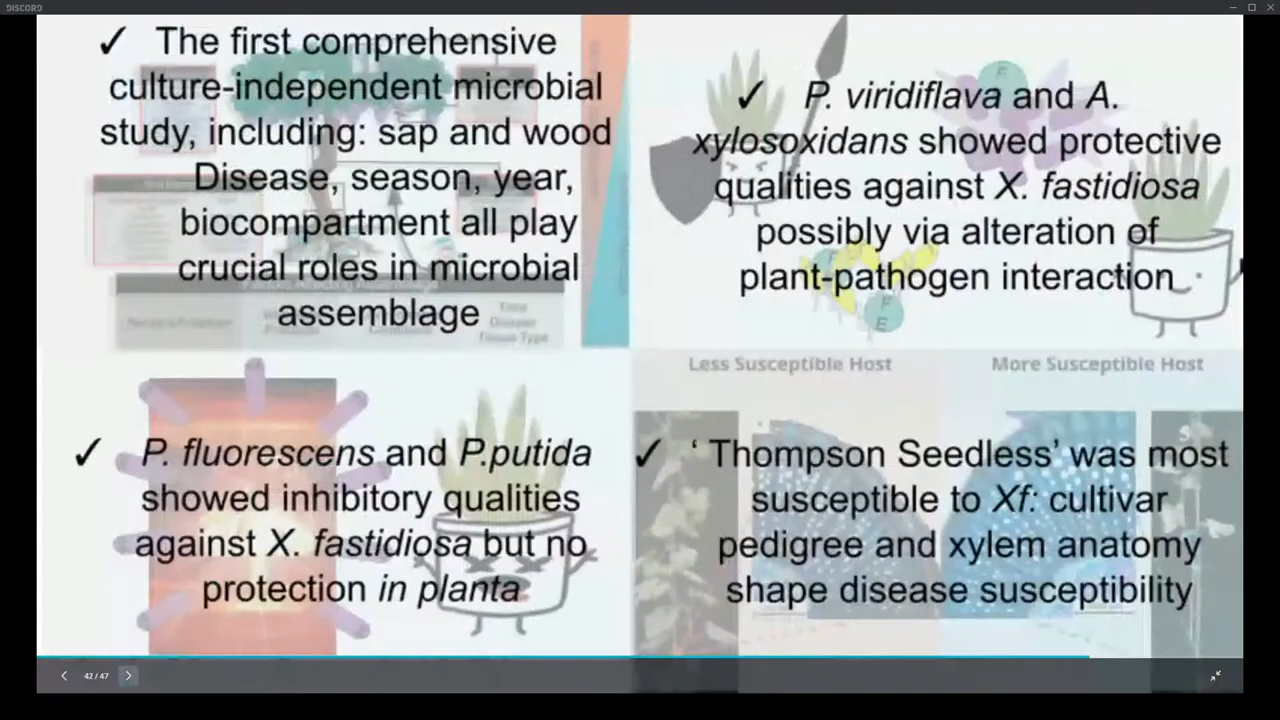 DISCORD
✓ The first comprehensive
culture-independent microbial
study, including: sap and wood
Disease, season, year,
biocompartment all play
crucial roles in microbial
assemblage
✓ P. viridiflava and A.
xylosoxidans showed protective
qualities against X. fastidiosa
possibly via alteration of
plant-pathogen interaction
F
F
E
Tissue Type
Disease
Less Susceptible Host
More Susceptible Host
✓ P. fluorescens and P.putida
showed inhibitory qualities
against X. fastidiosa but no
protection in planta
✓ ‘ Thompson Seedless’ was most
susceptible to Xf: cultivar
pedigree and xylem anatomy
shape disease susceptibility
42 / 47